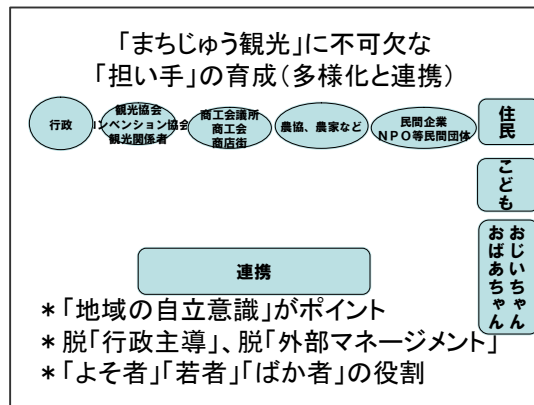 「まちじゅう観光」に不可欠な
「担い手」の育成（多様化と連携）
行政
観光協会
コンベンション協会
観光関係者
商工会議所
商工会
商店街
農協、農家など
民間企業
ＮＰＯ等民間団体
住民
こども
おじいちゃん
おばあちゃん
連携
＊「地域の自立意識」がポイント
＊脱「行政主導」、脱「外部マネージメント」
＊「よそ者」「若者」「ばか者」の役割